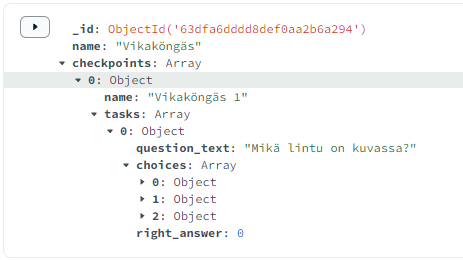 _id: ObjectId('63dfa6dddd8def0aa2b6a294')
name: "Vikaköngäs"
checkpoints: Array
0: Object
name: "Vikaköngäs 1"
tasks: Array
0: Object
question_text: "Mikä lintu on kuvassa?"
choices: Array
0: Object
1: Object
2: Object
right_answer: 0